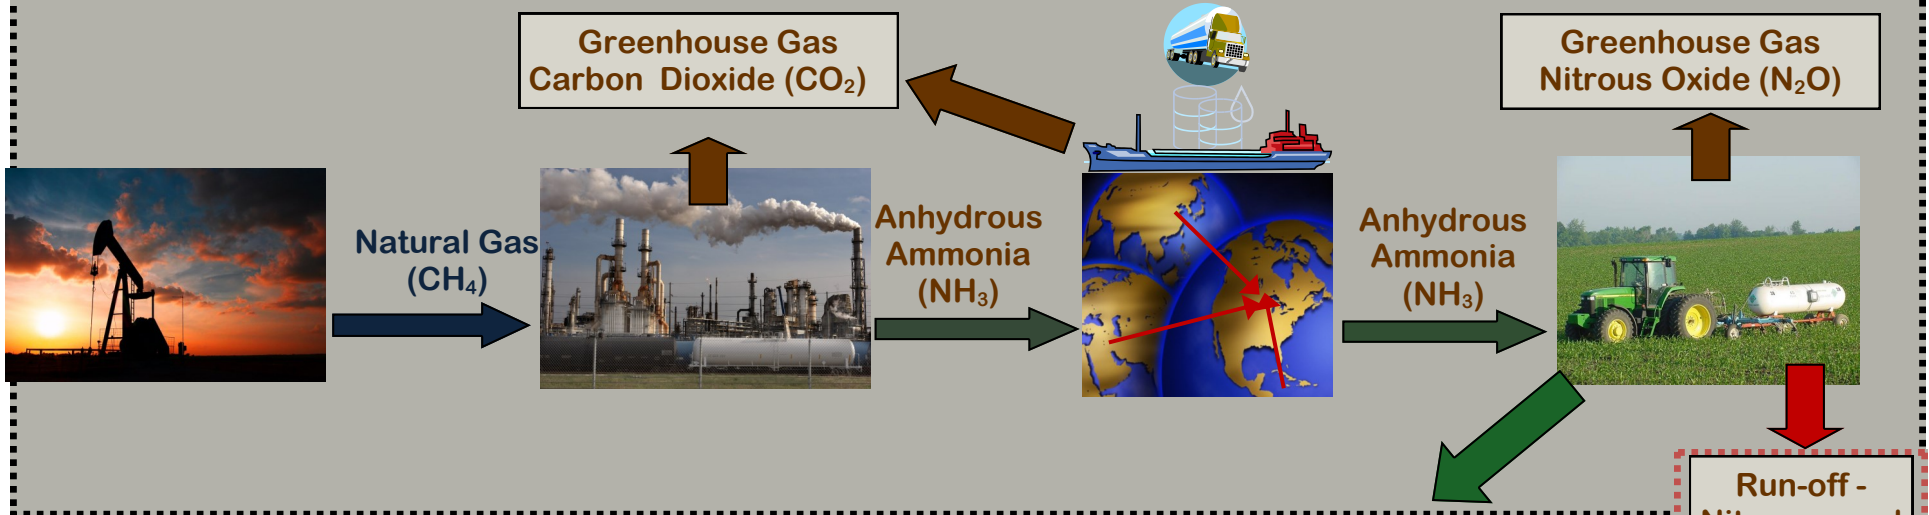 Greenhouse Gas
Carbon Dioxide (CO₂)
Greenhouse Gas
Nitrous Oxide (N₂O)
Natural Gas
(CH₄)
Anhydrous
Ammonia
(NH₃)
Anhydrous
Ammonia
(NH₃)
Run-off -